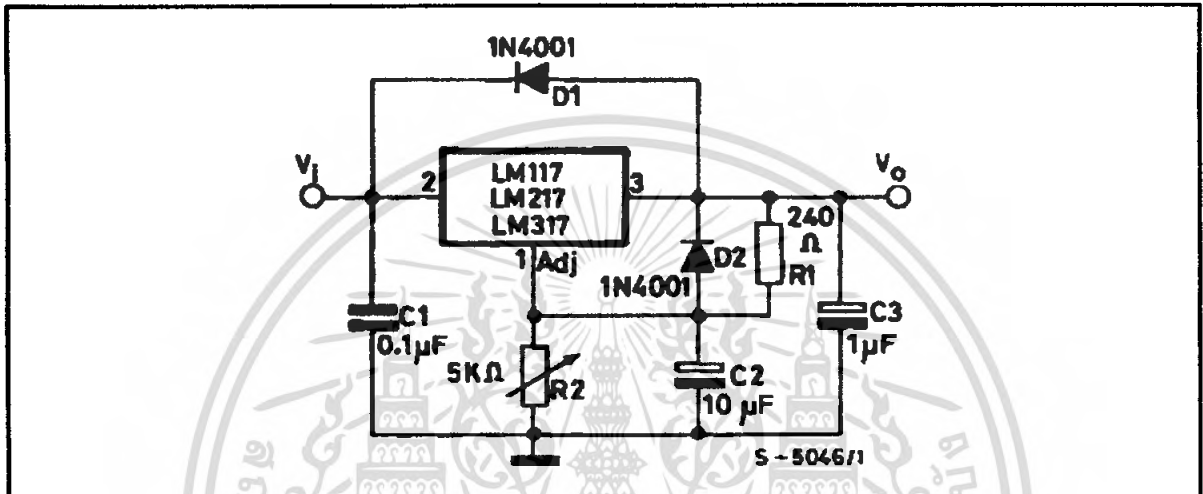 1N4001
D1
Vi
2
LM117
LM217
LM317
3
Vo
1 Adj
240
Ω
R1
D2
1N4001
C1
0.1μF
5KΩ
R2
C2
10 μF
C3
1μF
S-5046/1